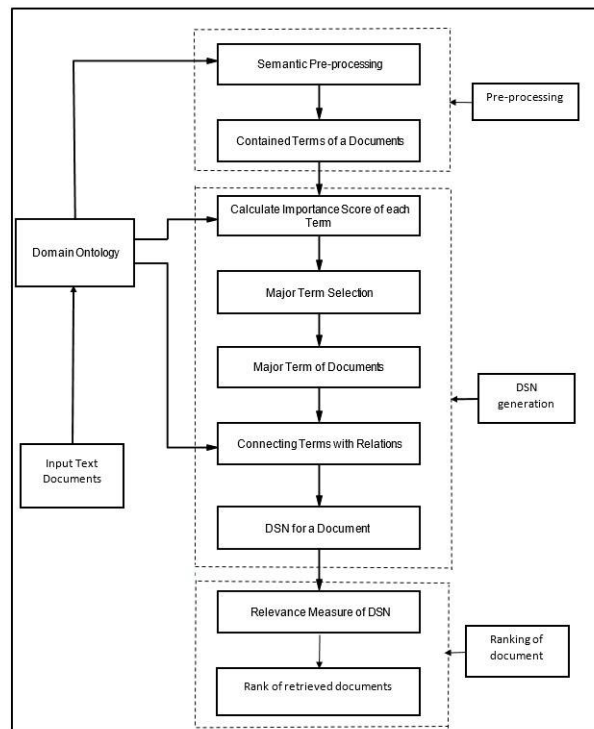 Semantic Pre-processing
Pre-processing
Contained Terms of a Documents
Calculate Importance Score of each
Term
Domain Ontology
Major Term Selection
Major Term of Documents
DSN
generation
Connecting Terms with Relations
Input Text
Documents
DSN for a Document
Relevance Measure of DSN
Ranking of
document
Rank of retrieved documents